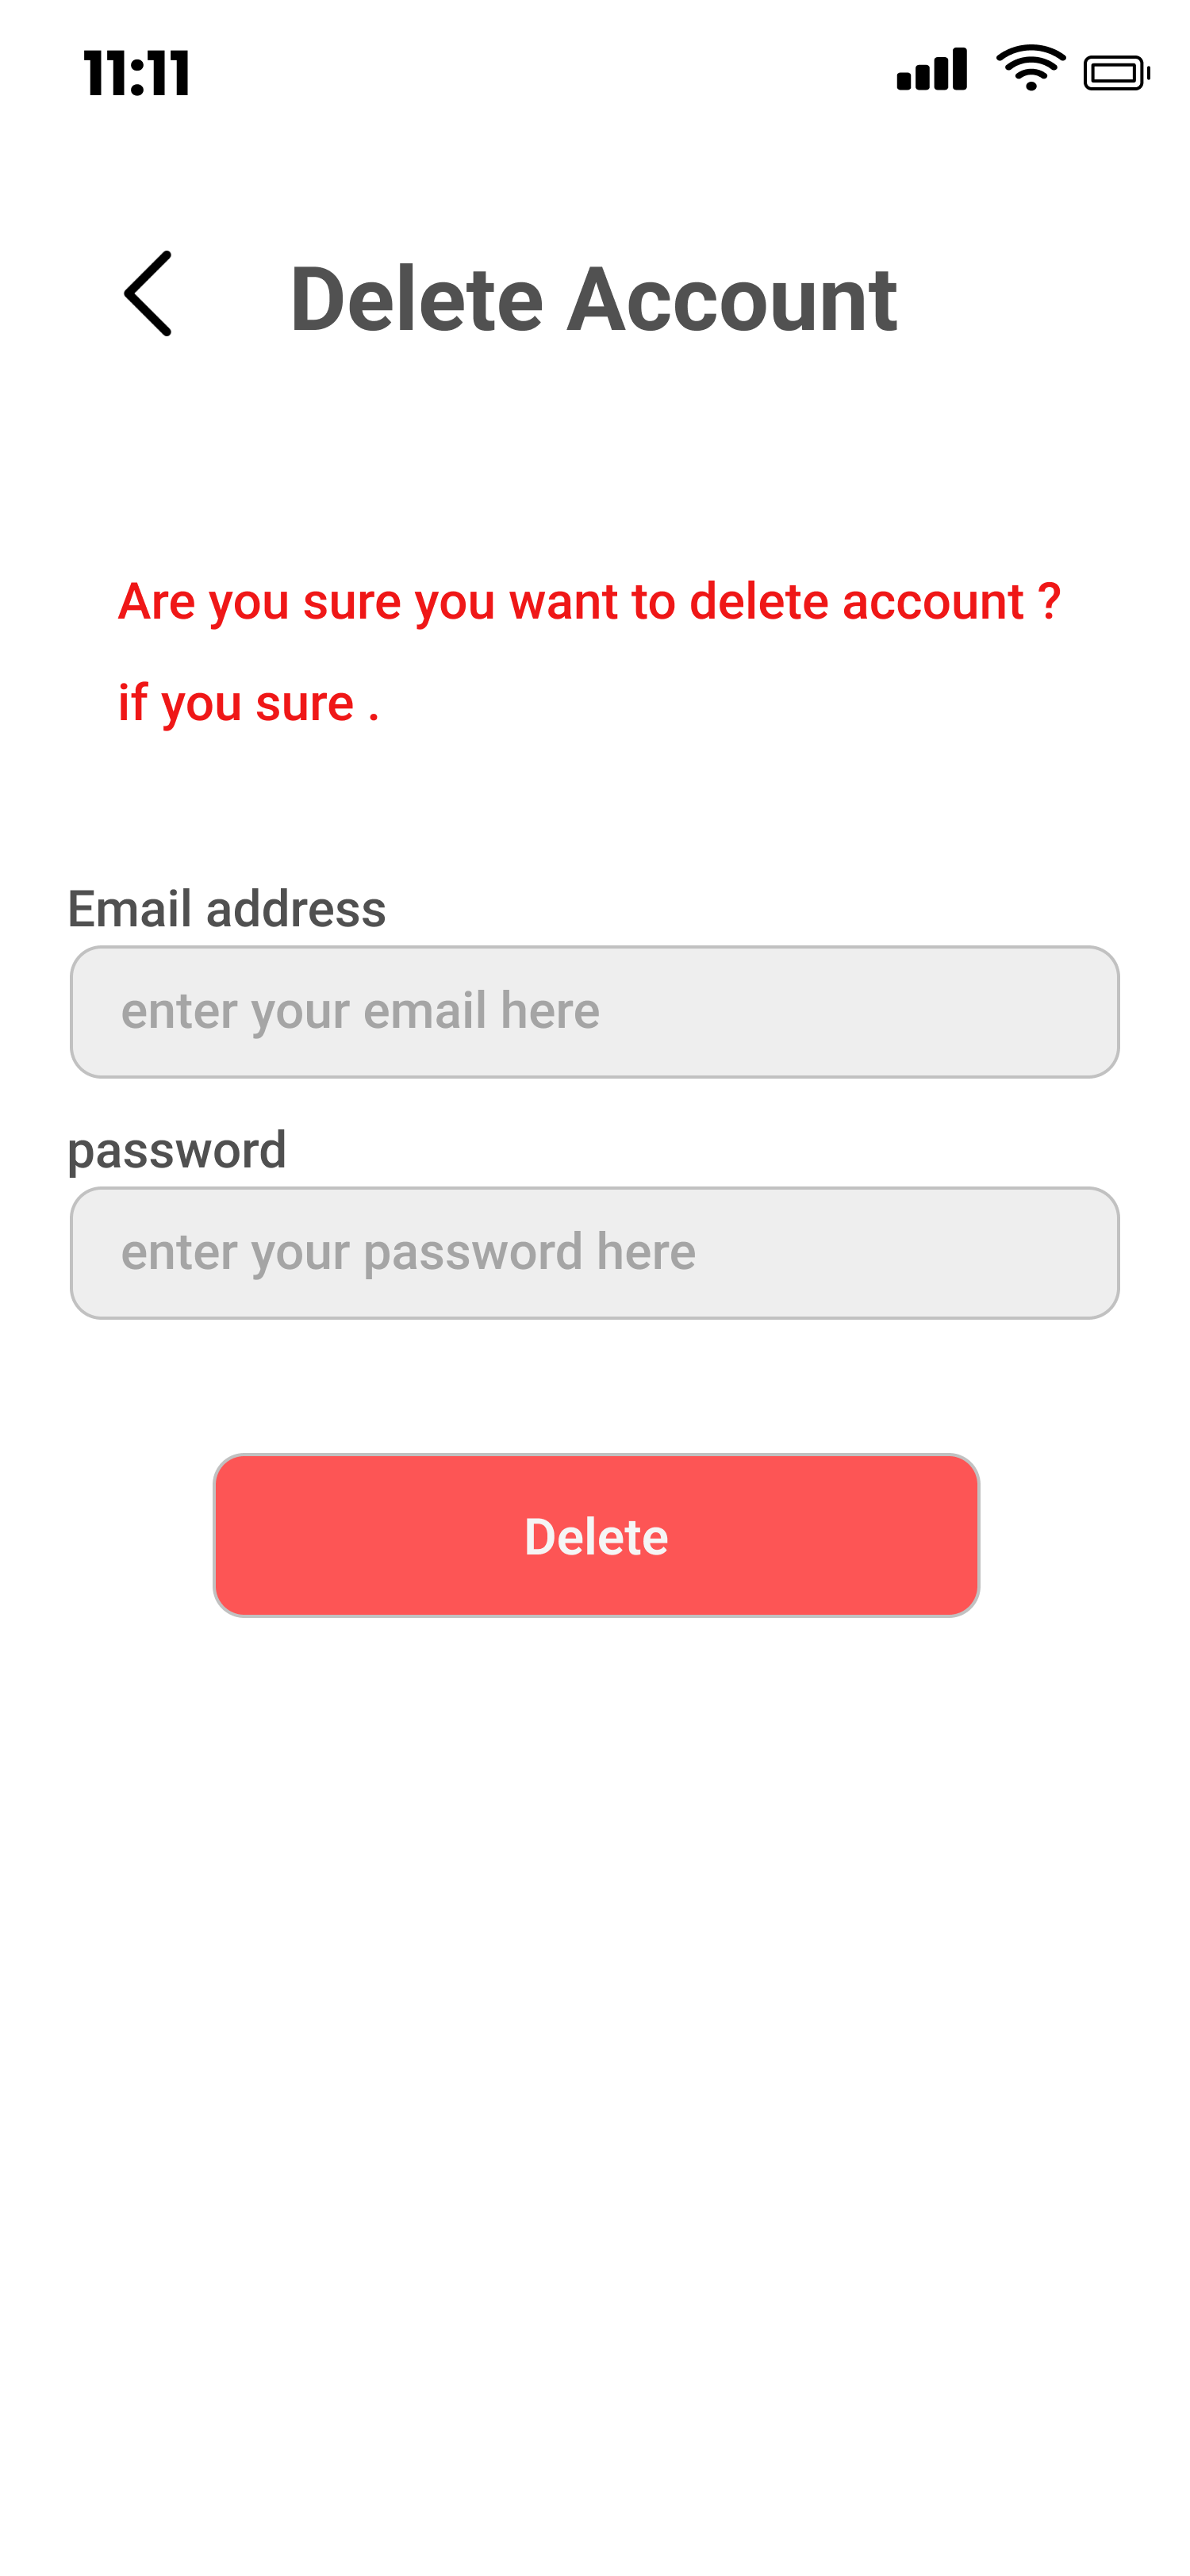 11:11
Delete Account
Are you sure you want to delete account ?
if you sure .
Email address
enter your email here
password
enter your password here
Delete